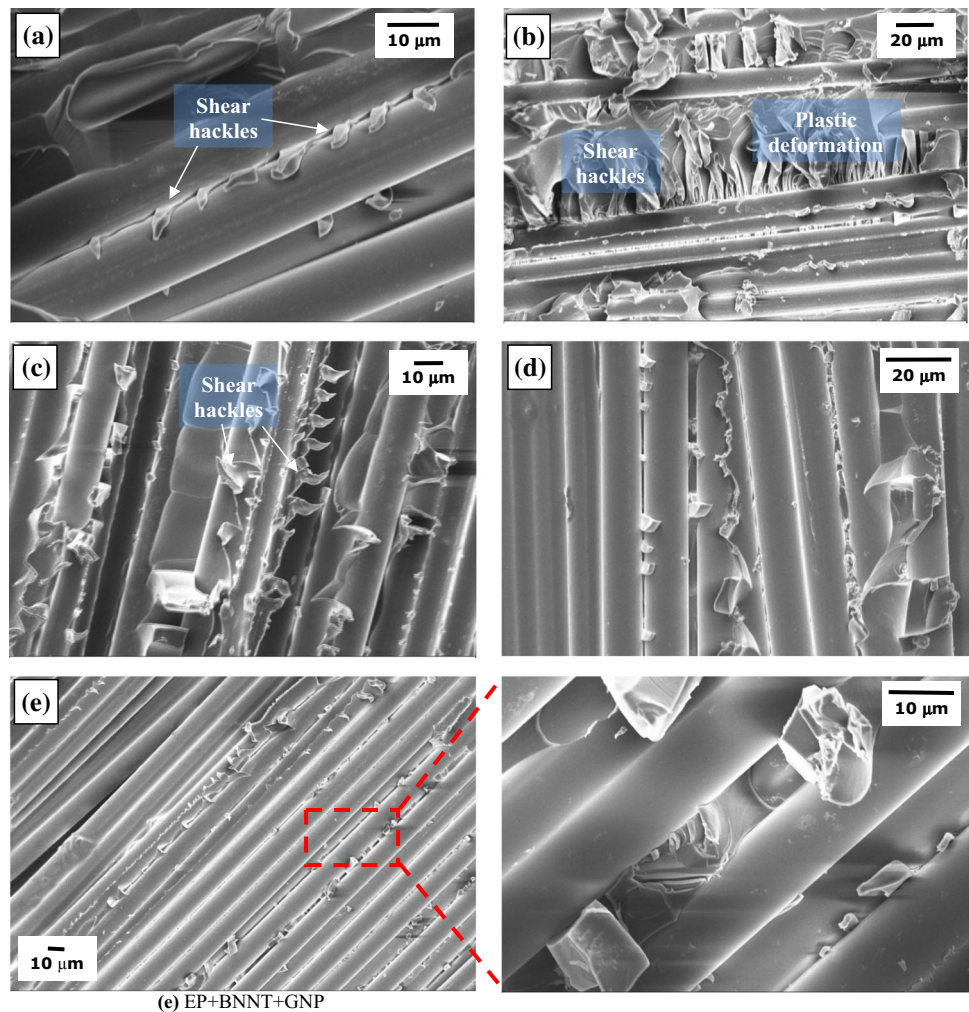 (a)
10 μm
Shear
hackles
(b)
20 μm
Plastic
deformation
Shear
hackles
(c)
10 μm
Shear
hackles
(d)
20 μm
(e)
10 μm
10 μm
(e) EP+BNNT+GNP